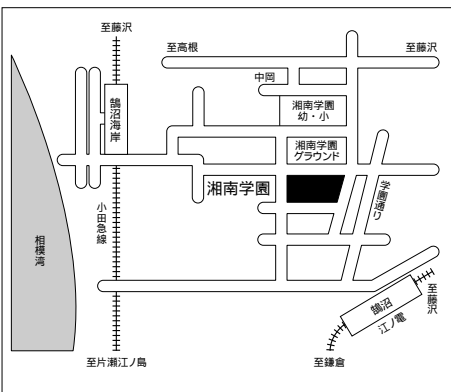 至藤沢
至高根
至藤沢
中岡
湘南学園
幼・小
鵠沼海岸
湘南学園
グラウンド
湘南学園
学園通り
小田急線
相模湾
鵠沼
江ノ電
至藤沢
至片瀬江ノ島
至鎌倉